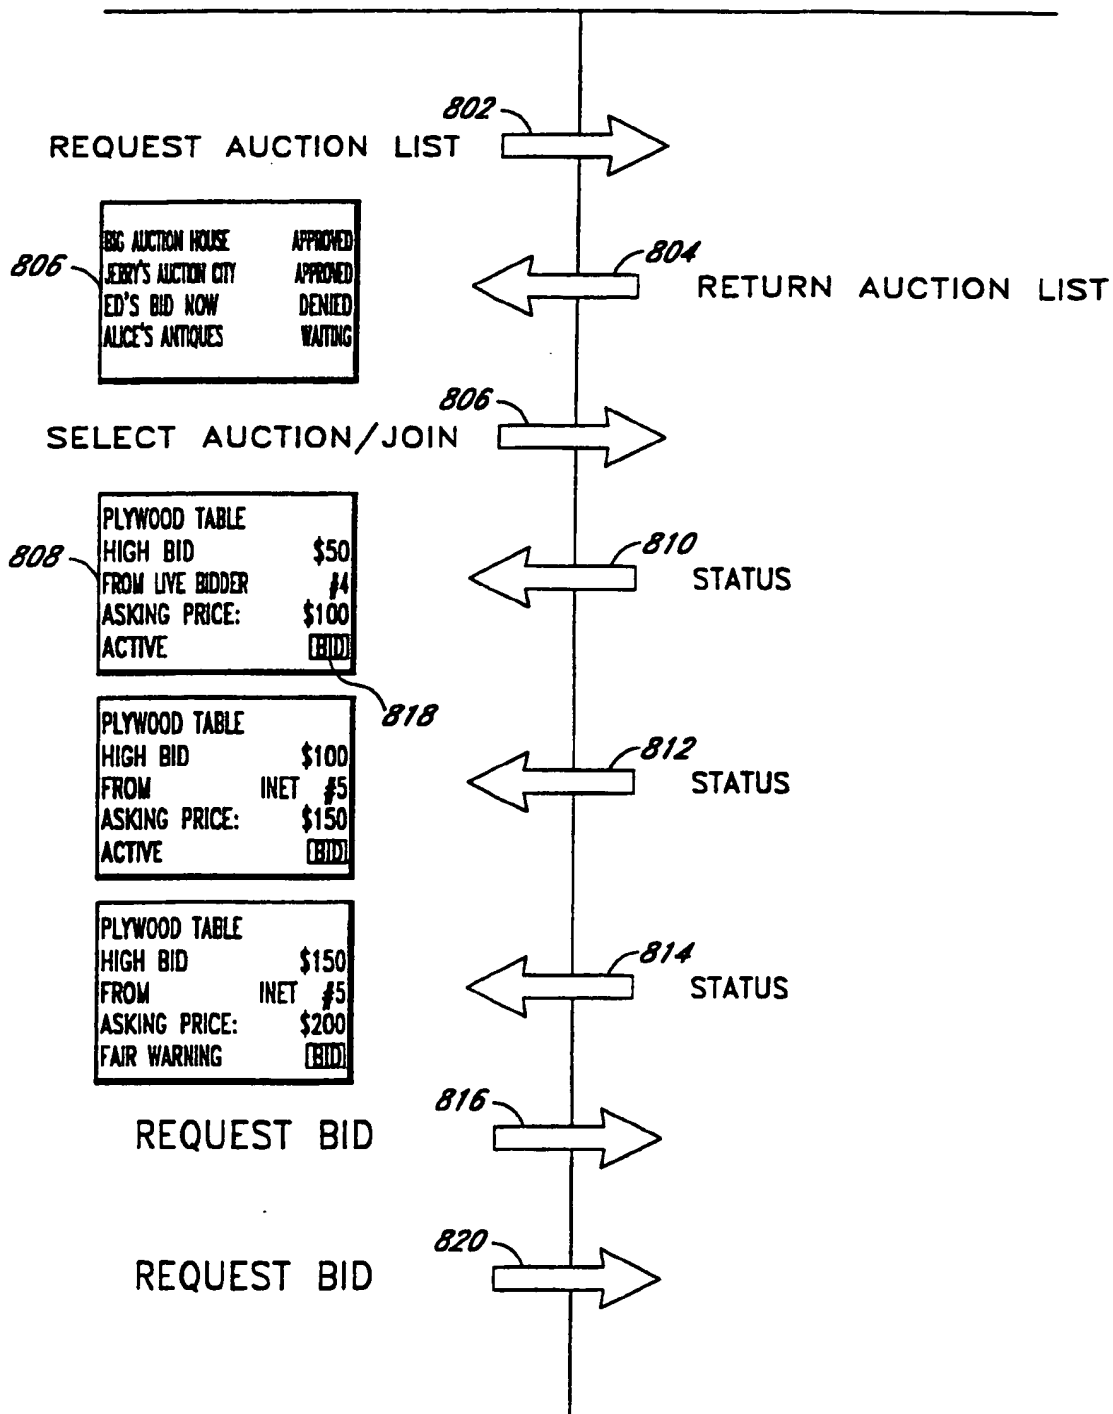 802
REQUEST AUCTION LIST
BIG AUCTION HOUSE APPROVED
806 JERRY'S AUCTION CITY APPROVED
ED'S BID NOW DENIED
ALICE'S ANTIQUES WAITING
804
RETURN AUCTION LIST
806
SELECT AUCTION/JOIN
PLYWOOD TABLE
808 HIGH BID $50
FROM LIVE BIDDER #4
ASKING PRICE: $100
ACTIVE BID
818
810
STATUS
PLYWOOD TABLE
HIGH BID $100
FROM INET #5
ASKING PRICE: $150
ACTIVE BID
812
STATUS
PLYWOOD TABLE
HIGH BID $150
FROM INET #5
ASKING PRICE: $200
FAIR WARNING BID
814
STATUS
816
REQUEST BID
820
REQUEST BID